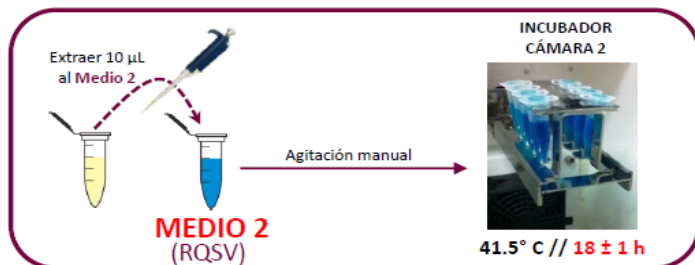 Extraer 10 µL
al Medio 2
INCUBADOR
CÁMARA 2
Agitación manual
MEDIO 2
(RQSV)
41.5° C // 18 ± 1 h